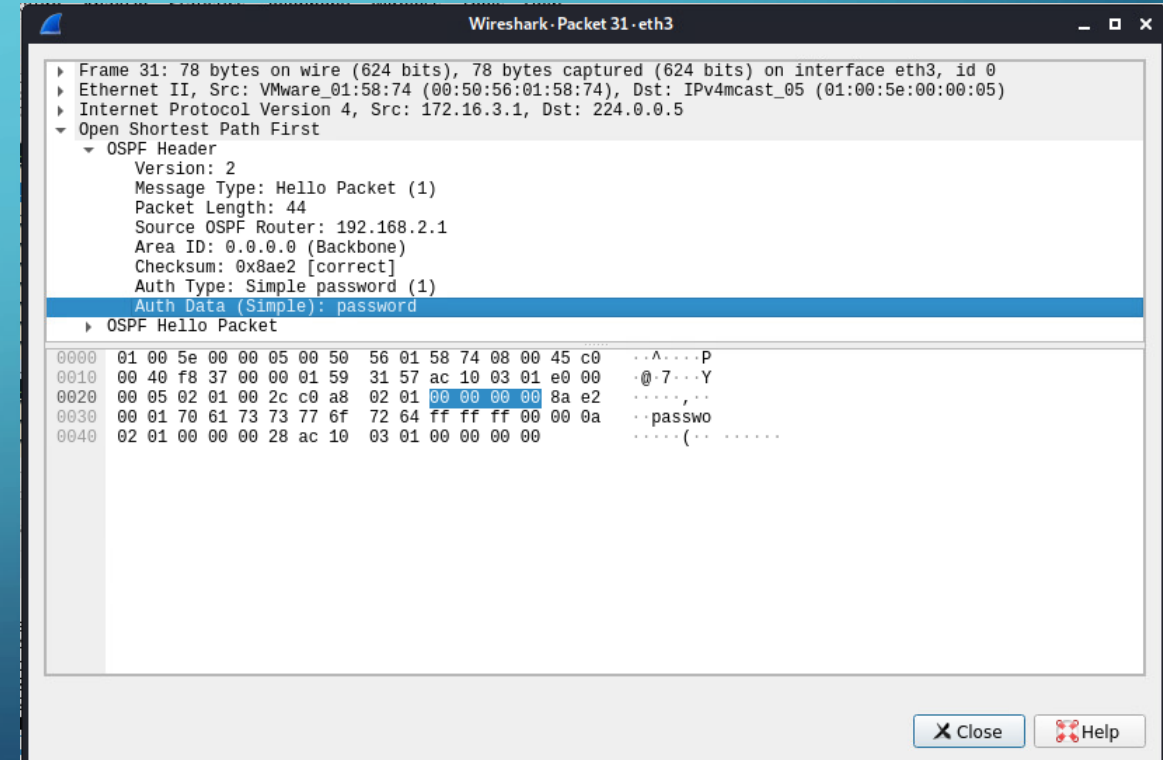 Wireshark · Packet 31 · eth3
Frame 31: 78 bytes on wire (624 bits), 78 bytes captured (624 bits) on interface eth3, id 0
Ethernet II, Src: VMware_01:58:74 (00:50:56:01:58:74), Dst: IPv4mcast_05 (01:00:5e:00:00:05)
Internet Protocol Version 4, Src: 172.16.3.1, Dst: 224.0.0.5
Open Shortest Path First
OSPF Header
Version: 2
Message Type: Hello Packet (1)
Packet Length: 44
Source OSPF Router: 192.168.2.1
Area ID: 0.0.0.0 (Backbone)
Checksum: 0x8ae2 [correct]
Auth Type: Simple password (1)
Auth Data (Simple): password
OSPF Hello Packet
0000 01 00 5e 00 00 05 00 50 56 01 58 74 08 00 45 c0 ··^····P
0010 00 40 f8 37 00 00 01 59 31 57 ac 10 03 01 e0 00 ·@·7···Y
0020 00 05 02 01 00 2c c0 a8 02 01 00 00 00 00 8a e2 ·····,··
0030 00 01 70 61 73 73 77 6f 72 64 ff ff ff 00 00 0a ··passwo
0040 02 01 00 00 00 28 ac 10 03 01 00 00 00 00 ·····(·· ······
Close Help